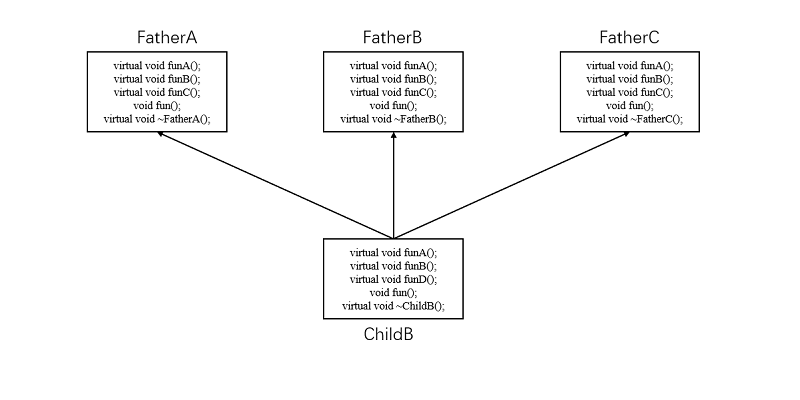 FatherA
virtual void funA();
virtual void funB();
virtual void funC();
void fun();
virtual void ~FatherA();
FatherB
virtual void funA();
virtual void funB();
virtual void funC();
void fun();
virtual void ~FatherB();
FatherC
virtual void funA();
virtual void funB();
virtual void funC();
void fun();
virtual void ~FatherC();
virtual void funA();
virtual void funB();
virtual void funD();
void fun();
virtual void ~ChildB();
ChildB